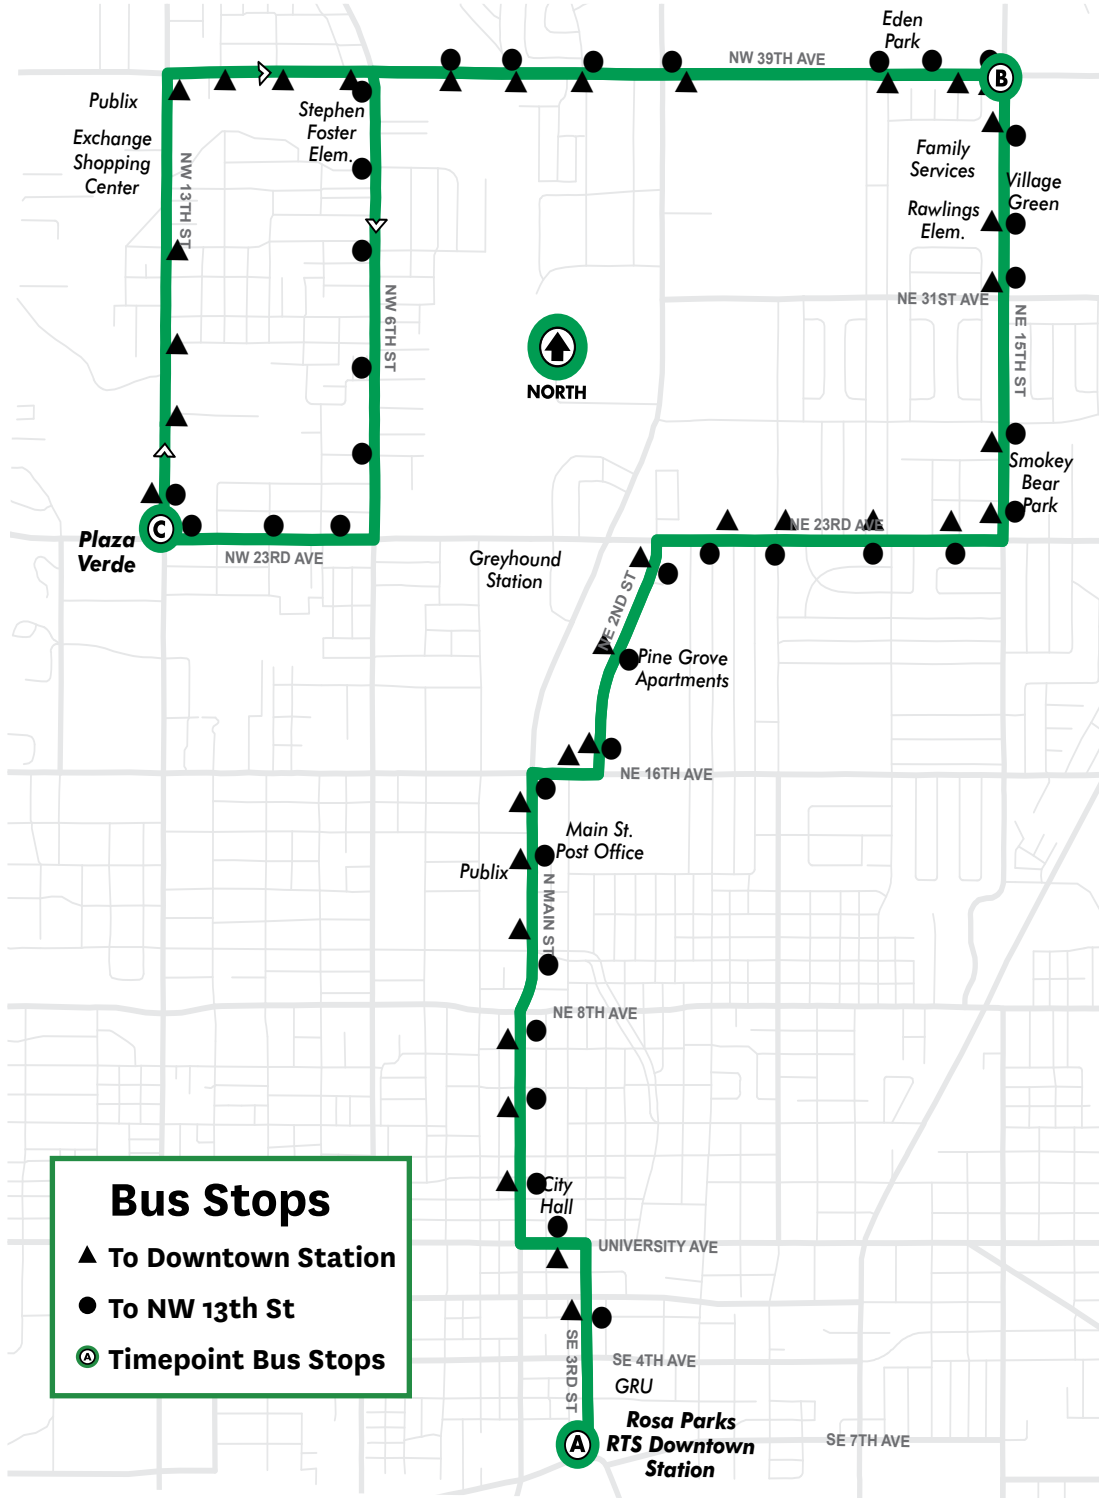 Eden
Park
NW 39TH AVE
B
Publix
Exchange
Shopping
Center
Stephen
Foster
Elem.
NW 13TH ST
Family
Services
Village
Green
Rawlings
Elem.
NW 6TH ST
NE 31ST AVE
NE 15TH ST
NORTH
Smokey
Bear
Park
C
Plaza
Verde
NW 23RD AVE
NE 23RD AVE
Greyhound
Station
NE 2ND ST
Pine Grove
Apartments
NE 16TH AVE
Main St.
Post Office
Publix
N MAIN ST
NE 8TH AVE
City
Hall
UNIVERSITY AVE
Bus Stops
To Downtown Station
To NW 13th St
A Timepoint Bus Stops
SE 3RD ST
SE 4TH AVE
GRU
A
Rosa Parks
RTS Downtown
Station
SE 7TH AVE